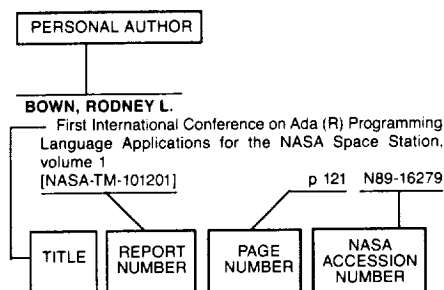 PERSONAL AUTHOR
BOWN, RODNEY L.
First International Conference on Ada (R) Programming
Language Applications for the NASA Space Station,
volume 1
[NASA-TM-101201] p 121 N89-16279
TITLE
REPORT
NUMBER
PAGE
NUMBER
NASA
ACCESSION
NUMBER